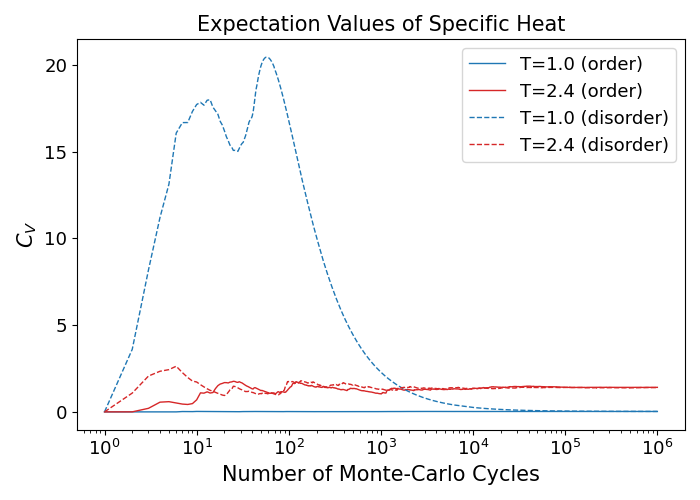 Expectation Values of Specific Heat
T=1.0 (order)
T=2.4 (order)
T=1.0 (disorder)
T=2.4 (disorder)
C_V
20
15
10
5
0
10^0 10^1 10^2 10^3 10^4 10^5 10^6
Number of Monte-Carlo Cycles